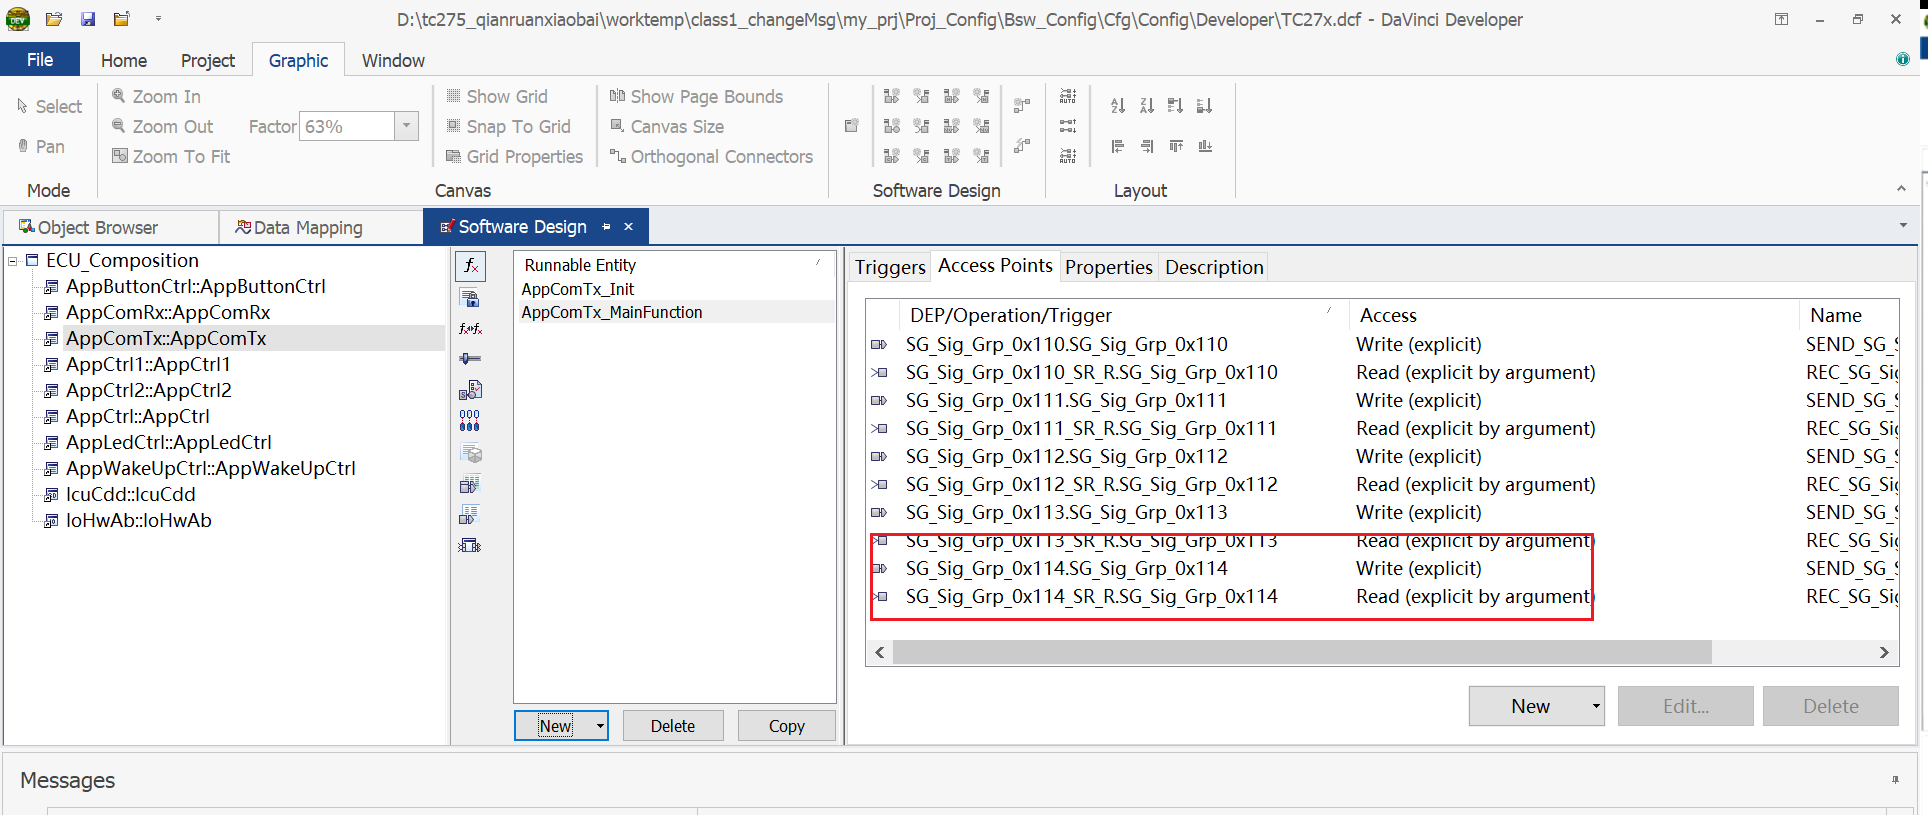 DEV
D:\tc275_qianruanxiaobai\worktemp\class1_changeMsg\my_prj\Proj_Config\Bsw_Config\Cfg\Config\Developer\TC27x.dcf - DaVinci Developer
File Home Project Graphic Window
Select
Pan
Mode
Zoom In
Zoom Out
Zoom To Fit
Factor 63%
Show Grid
Snap To Grid
Grid Properties
Show Page Bounds
Canvas Size
Orthogonal Connectors
Canvas
Software Design
Layout
Object Browser Data Mapping Software Design
ECU_Composition
AppButtonCtrl::AppButtonCtrl
AppComRx::AppComRx
AppComTx::AppComTx
AppCtrl1::AppCtrl1
AppCtrl2::AppCtrl2
AppCtrl::AppCtrl
AppLedCtrl::AppLedCtrl
AppWakeUpCtrl::AppWakeUpCtrl
IcuCdd::IcuCdd
IoHwAb::IoHwAb
Runnable Entity
AppComTx_Init
AppComTx_MainFunction
New Delete Copy
Triggers Access Points Properties Description
DEP/Operation/Trigger Access Name
SG_Sig_Grp_0x110.SG_Sig_Grp_0x110 Write (explicit) SEND_SG_S
SG_Sig_Grp_0x110_SR_R.SG_Sig_Grp_0x110 Read (explicit by argument) REC_SG_Sig
SG_Sig_Grp_0x111.SG_Sig_Grp_0x111 Write (explicit) SEND_SG_S
SG_Sig_Grp_0x111_SR_R.SG_Sig_Grp_0x111 Read (explicit by argument) REC_SG_Sig
SG_Sig_Grp_0x112.SG_Sig_Grp_0x112 Write (explicit) SEND_SG_S
SG_Sig_Grp_0x112_SR_R.SG_Sig_Grp_0x112 Read (explicit by argument) REC_SG_Sig
SG_Sig_Grp_0x113.SG_Sig_Grp_0x113 Write (explicit) SEND_SG_S
SG_Sig_Grp_0x113_SR_R.SG_Sig_Grp_0x113 Read (explicit by argument) REC_SG_Sig
SG_Sig_Grp_0x114.SG_Sig_Grp_0x114 Write (explicit) SEND_SG_S
SG_Sig_Grp_0x114_SR_R.SG_Sig_Grp_0x114 Read (explicit by argument) REC_SG_Sig
New Edit... Delete
Messages